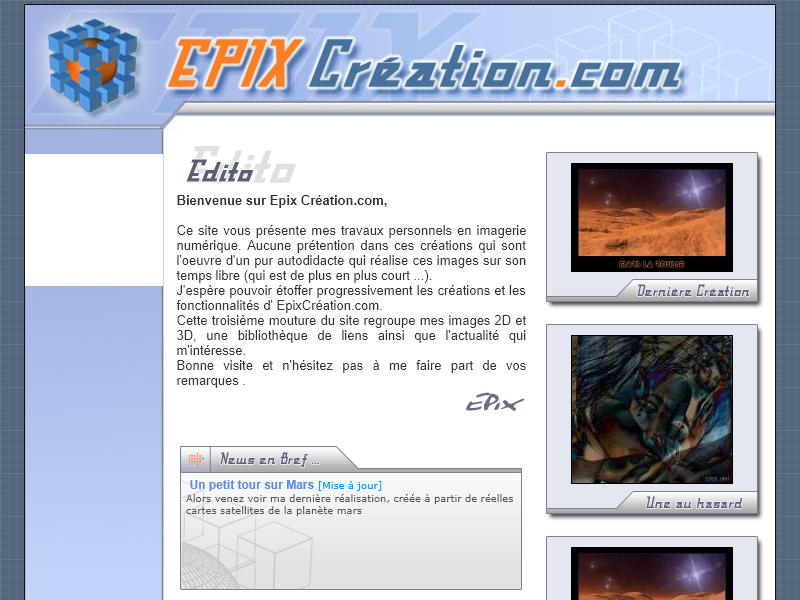 EPIX Création.com
Edito
Bienvenue sur Epix Création.com,
Ce site vous présente mes travaux personnels en imagerie
numérique. Aucune prétention dans ces créations qui sont
l'oeuvre d'un pur autodidacte qui réalise ces images sur son
temps libre (qui est de plus en plus court ...).
J'espère pouvoir étoffer progressivement les créations et les
fonctionnalités d' EpixCréation.com.
Cette troisième mouture du site regroupe mes images 2D et
3D, une bibliothèque de liens ainsi que l'actualité qui
m'intéresse.
Bonne visite et n'hésitez pas à me faire part de vos
remarques .
EPix
News en Bref ...
Un petit tour sur Mars [Mise à jour]
Alors venez voir ma dernière réalisation, créée à partir de réelles
cartes satellites de la planète mars
MARS LA ROUSSE
Dernière Création
Une au hasard